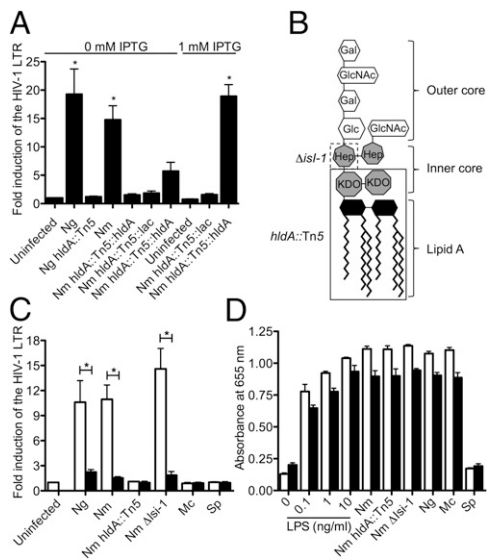 A
0 mM IPTG
1 mM IPTG
Fold induction of the HIV-1 LTR
25
20
15
10
5
0
*
*
*
Uninfected
Ng
Ng hldA::Tn5
Nm
Nm hldA::Tn5::hldA
Nm hldA::Tn5::lac
Nm hldA::Tn5::hldA
Uninfected
Nm hldA::Tn5::lac
Nm hldA::Tn5::hldA
B
Gal
GlcNAc
Gal
Glc
GlcNAc
Outer core
Δisl-1
Hep
Hep
KDO
KDO
Inner core
hldA::Tn5
Lipid A
C
Fold induction of the HIV-1 LTR
18
15
12
9
6
3
0
*
*
*
Uninfected
Ng
Nm
Nm hldA::Tn5
Nm ΔIsi-1
Mc
Sp
D
Absorbance at 655 nm
1.25
1.00
0.75
0.50
0.25
0.00
0
0.1
1
10
LPS (ng/ml)
Nm
Nm hldA::Tn5
Nm ΔIsi-1
Ng
Mc
Sp